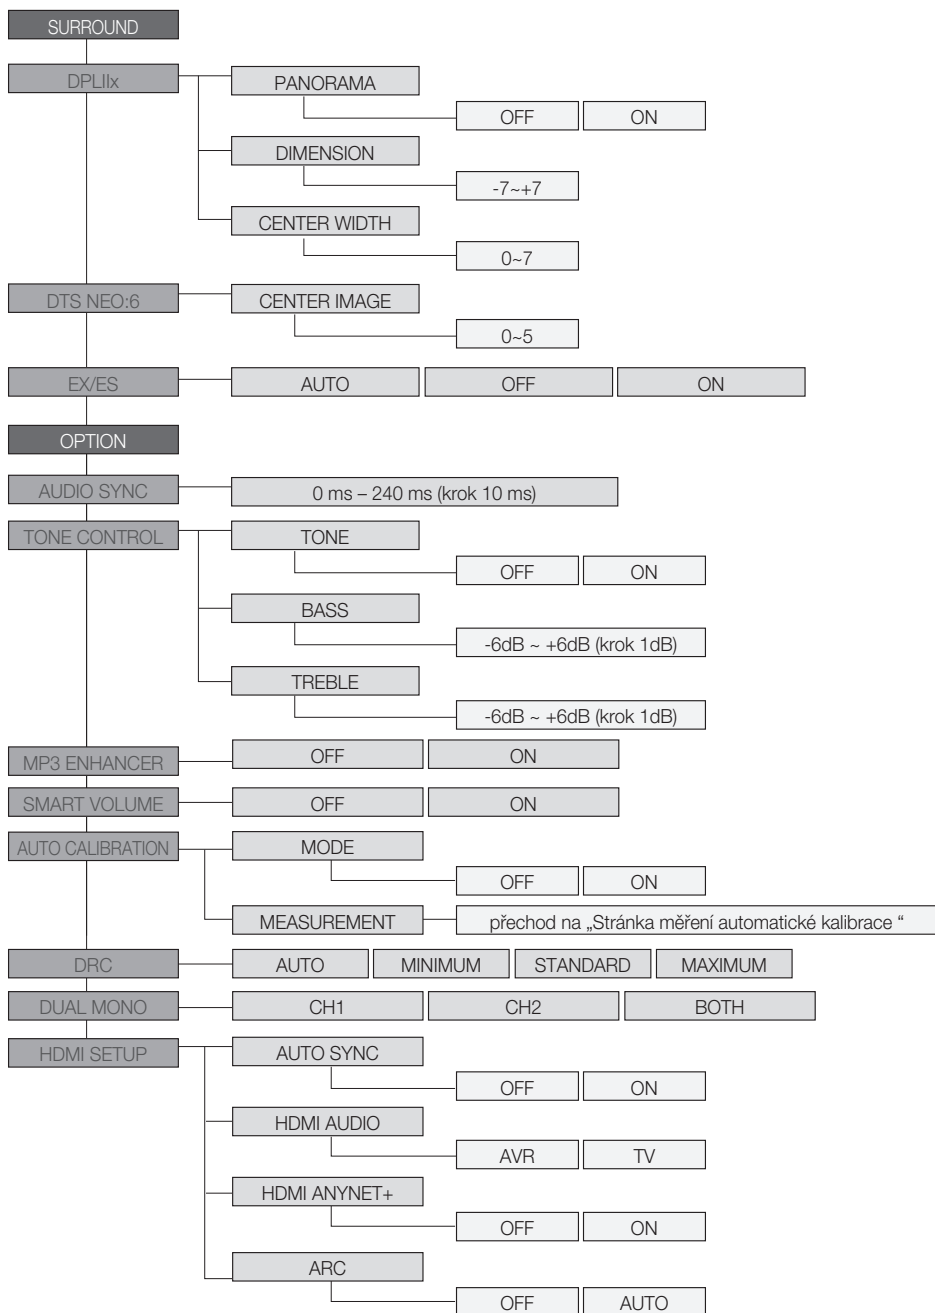 SURROUND
DPLIIx
PANORAMA
OFF ON
DIMENSION
-7~+7
CENTER WIDTH
0~7
DTS NEO:6 CENTER IMAGE
0~5
EX/ES AUTO OFF ON
OPTION
AUDIO SYNC 0 ms – 240 ms (krok 10 ms)
TONE CONTROL TONE
OFF ON
BASS
-6dB ~ +6dB (krok 1dB)
TREBLE
-6dB ~ +6dB (krok 1dB)
MP3 ENHANCER OFF ON
SMART VOLUME OFF ON
AUTO CALIBRATION MODE
OFF ON
MEASUREMENT přechod na „Stránka měření automatické kalibrace “
DRC AUTO MINIMUM STANDARD MAXIMUM
DUAL MONO CH1 CH2 BOTH
HDMI SETUP AUTO SYNC
OFF ON
HDMI AUDIO
AVR TV
HDMI ANYNET+
OFF ON
ARC
OFF AUTO